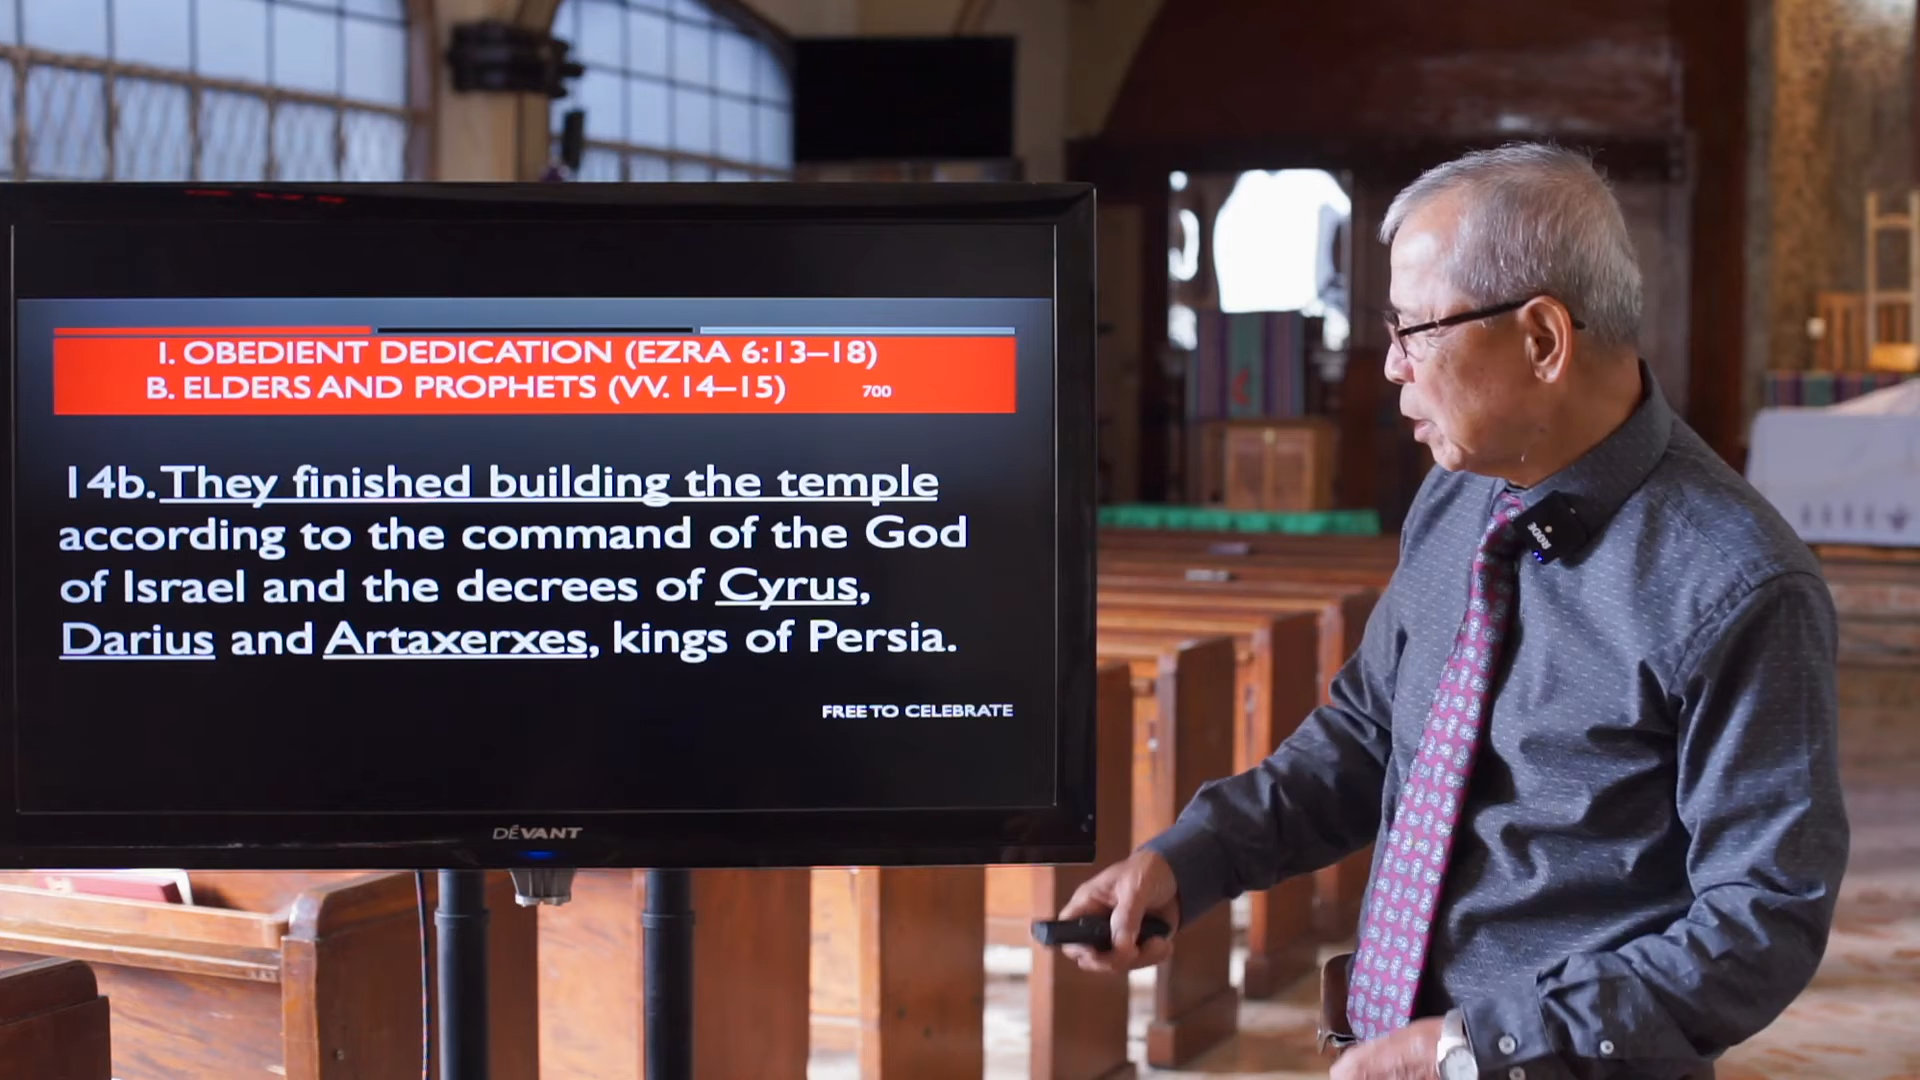 I. OBEDIENT DEDICATION (EZRA 6:13–18)
B. ELDERS AND PROPHETS (VV. 14–15) 700
14b. They finished building the temple
according to the command of the God
of Israel and the decrees of Cyrus,
Darius and Artaxerxes, kings of Persia.
FREE TO CELEBRATE
DEVANT
RODE